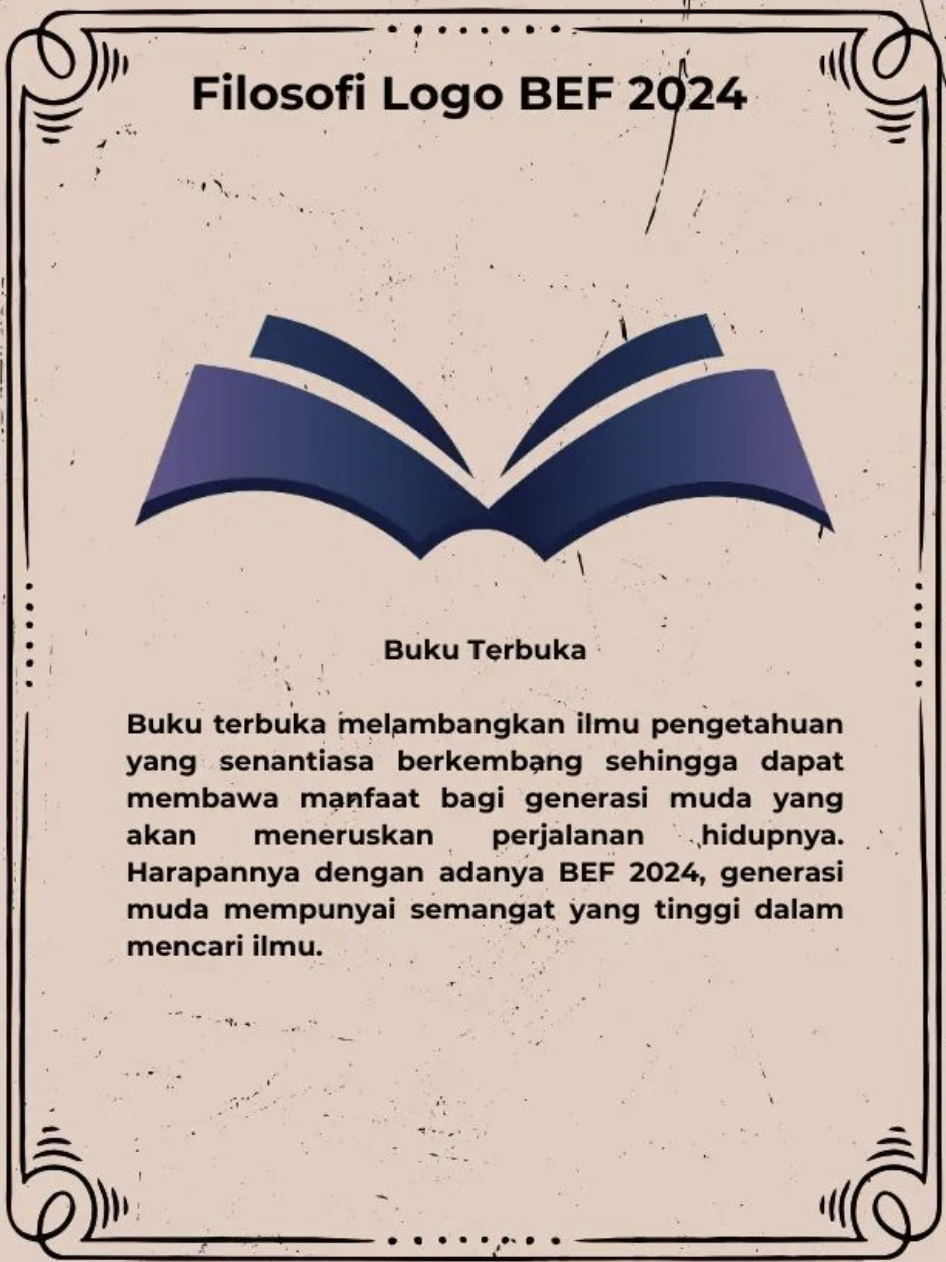 Filosofi Logo BEF 2024
Buku Terbuka
Buku terbuka melambangkan ilmu pengetahuan
yang senantiasa berkembang sehingga dapat
membawa manfaat bagi generasi muda yang
akan meneruskan perjalanan hidupnya.
Harapannya dengan adanya BEF 2024, generasi
muda mempunyai semangat yang tinggi dalam
mencari ilmu.